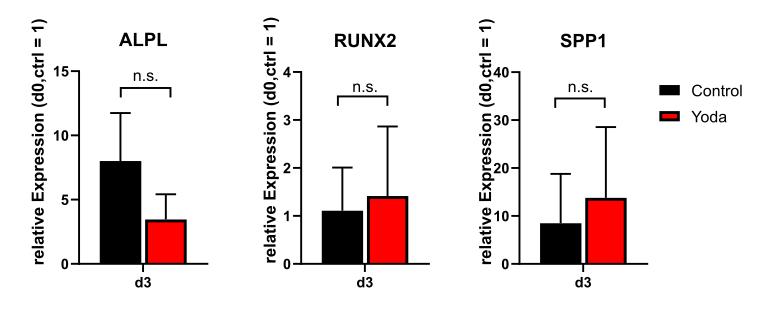 ALPL
relative Expression (d0,ctrl = 1)
15
10
5
0
n.s.
d3
RUNX2
relative Expression (d0,ctrl = 1)
4
3
2
1
0
n.s.
d3
SPP1
relative Expression (d0,ctrl = 1)
40
30
20
10
0
n.s.
d3
Control
Yoda